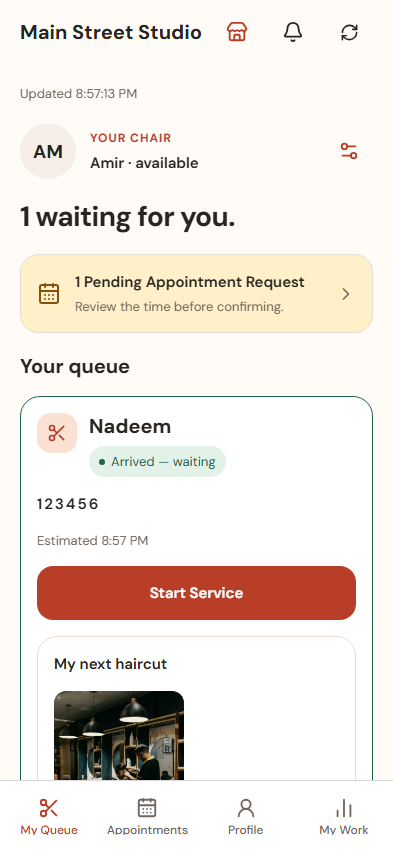 Main Street Studio
Updated 8:57:13 PM
AM
YOUR CHAIR
Amir · available
1 waiting for you.
1 Pending Appointment Request
Review the time before confirming.
Your queue
Nadeem
Arrived — waiting
123456
Estimated 8:57 PM
Start Service
My next haircut
My Queue
Appointments
Profile
My Work